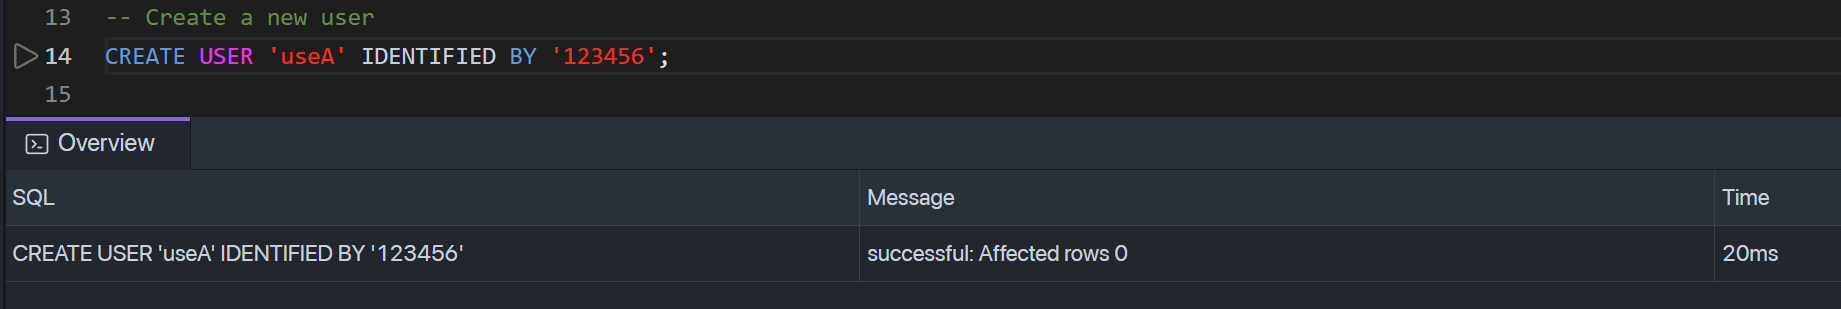 13 -- Create a new user
14 CREATE USER 'useA' IDENTIFIED BY '123456';
15
Overview
SQL Message Time
CREATE USER 'useA' IDENTIFIED BY '123456' successful: Affected rows 0 20ms